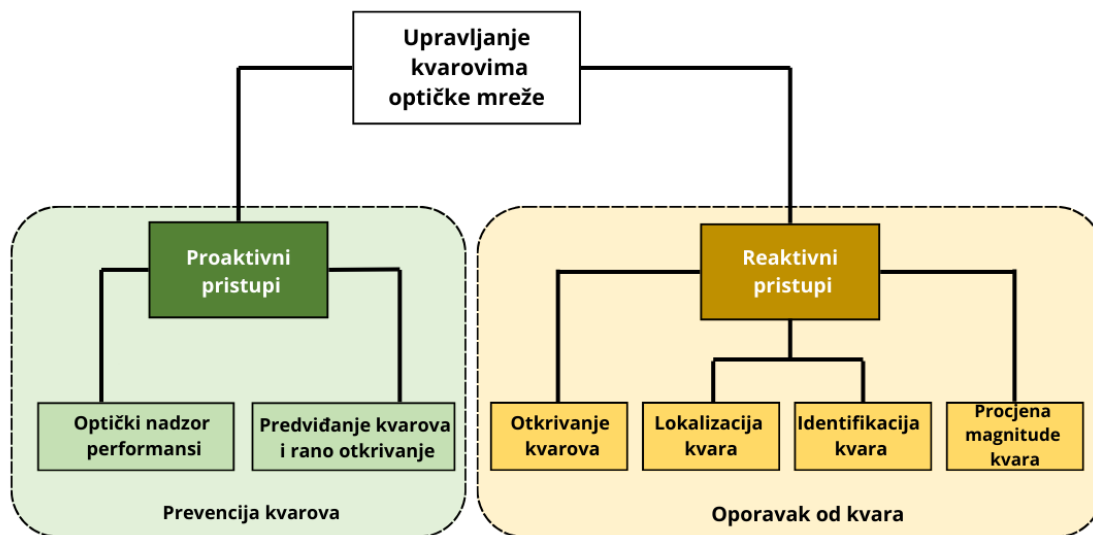 Upravljanje
kvarovima
optičke mreže
Proaktivni
pristupi
Reaktivni
pristupi
Optički nadzor
performansi
Predviđanje kvarova
i rano otkrivanje
Otkrivanje
kvarova
Lokalizacija
kvara
Identifikacija
kvara
Procjena
magnitude
kvara
Prevencija kvarova
Oporavak od kvara